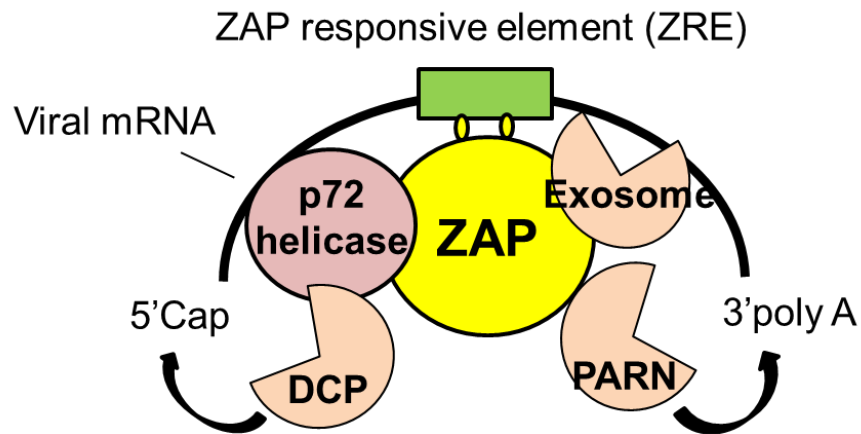 ZAP responsive element (ZRE)
Viral mRNA
p72
helicase
ZAP
Exosome
5’Cap
3’poly A
DCP
PARN